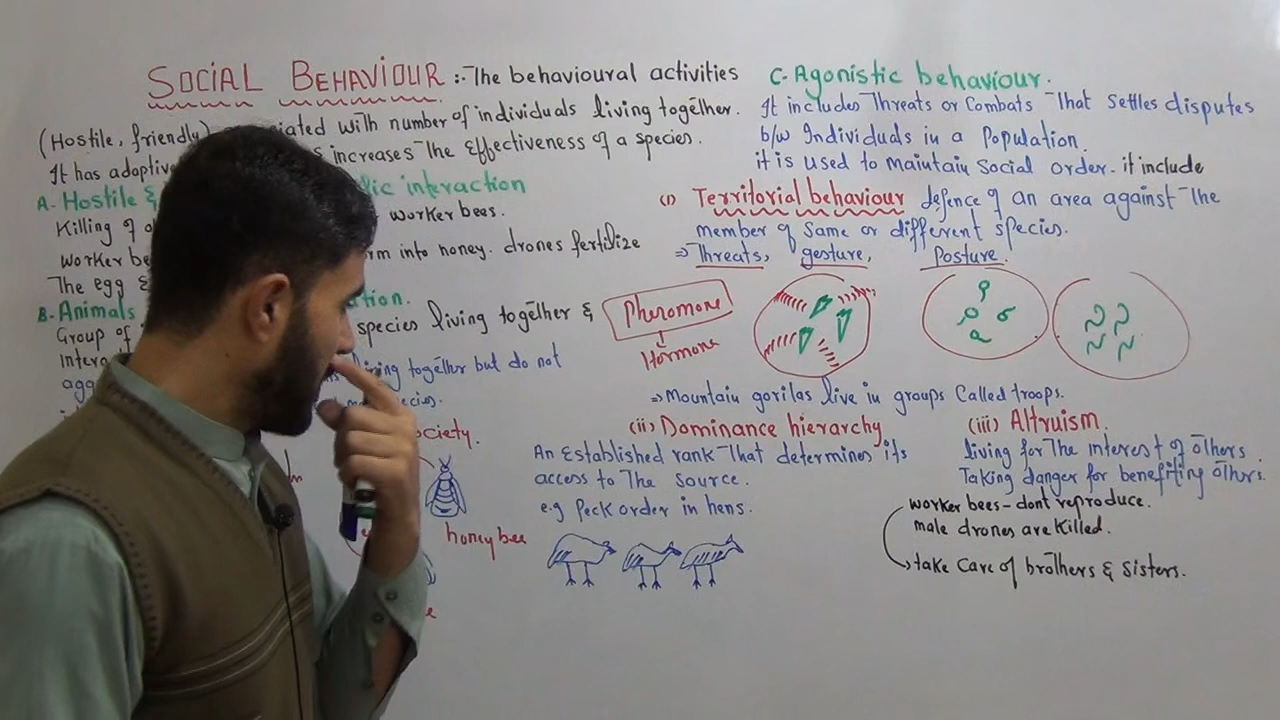 SOCIAL BEHAVIOUR :- The behavioural activities
(Hostile, friendly) ciated with number of individuals living together.
It has adoptive increases The effectiveness of a species.
A. Hostile & interaction
Killing of worker bees.
worker be into honey. drones fertilize
The egg &
B. Animals
Group of species living together &
living together but do not
species.
society.
honey bee
C. Agonistic behaviour.
It includes Threats or Combats That settles disputes
b/w Individuals in a Population.
it is used to maintain Social order. it include
(i) Territorial behaviour defence of an area against The
member of same or different species.
⇒ Threats, gesture, Posture.
Pheromone
Hormone
⇒ Mountain gorilas live in groups Called troops.
(ii) Dominance hierarchy
An Established rank That determines its
access to The source.
e.g Peck order in hens.
(iii) Altruism.
living for The interest of others.
Taking danger for benefiting others.
worker bees - dont reproduce.
male drones are killed.
take care of brothers & sisters.